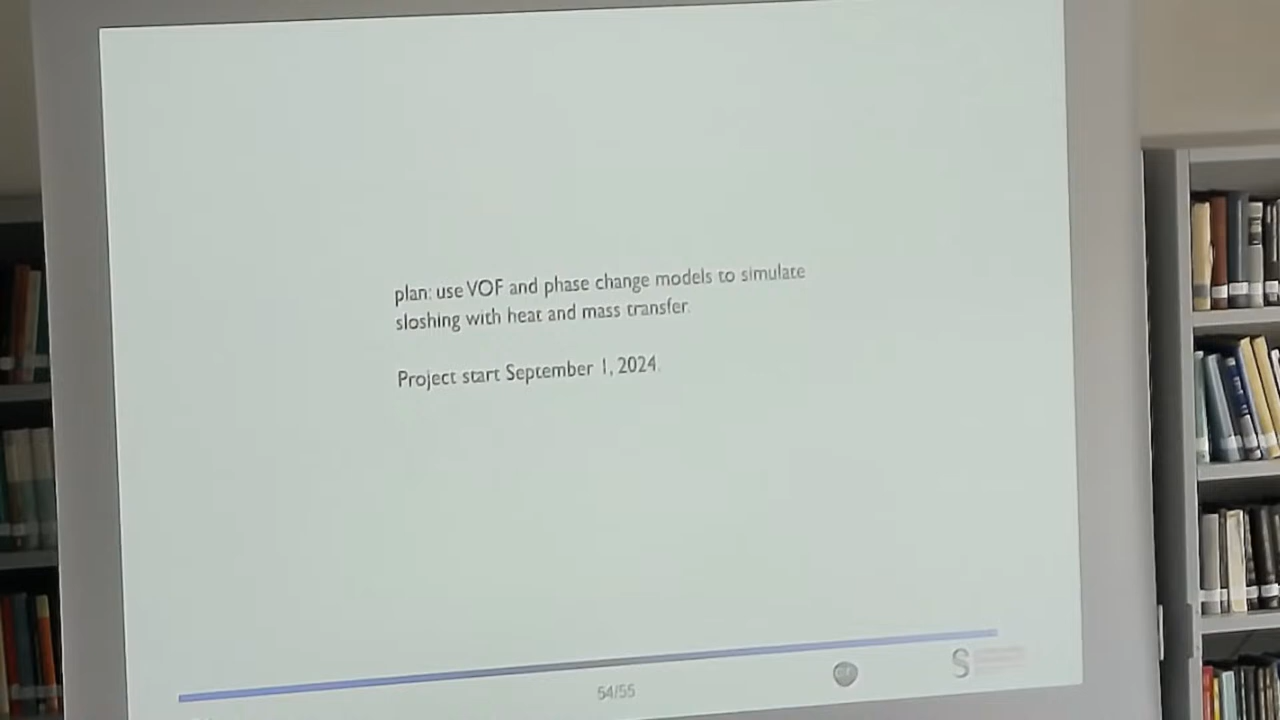 plan: use VOF and phase change models to simulate
sloshing with heat and mass transfer.
Project start September 1, 2024.
54/55
S